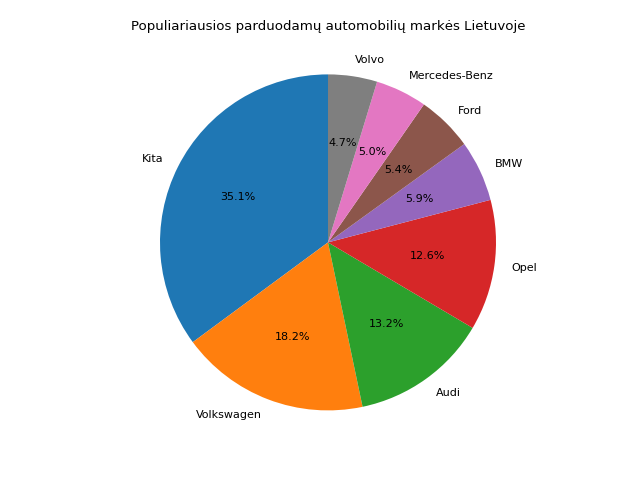 Populiariausios parduodamų automobilių markės Lietuvoje
Volvo
Mercedes-Benz
Ford
BMW
Opel
Audi
Volkswagen
Kita
4.7%
5.0%
5.4%
5.9%
12.6%
13.2%
18.2%
35.1%